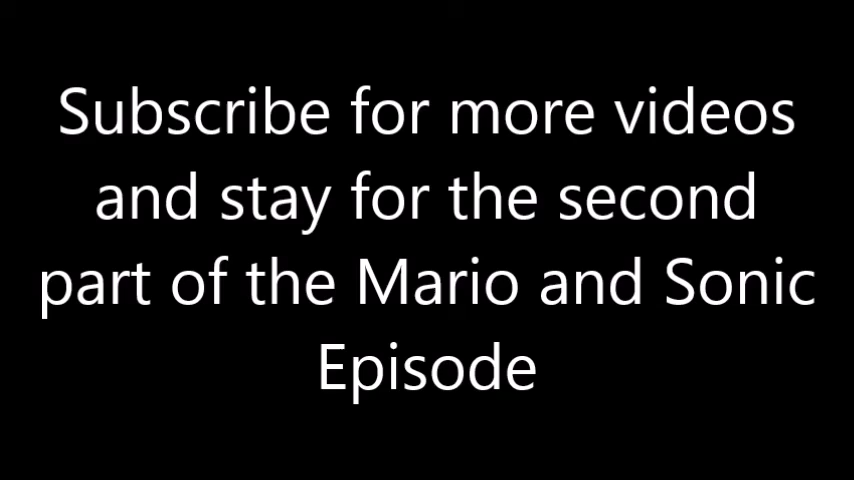 Subscribe for more videos
and stay for the second
part of the Mario and Sonic
Episode